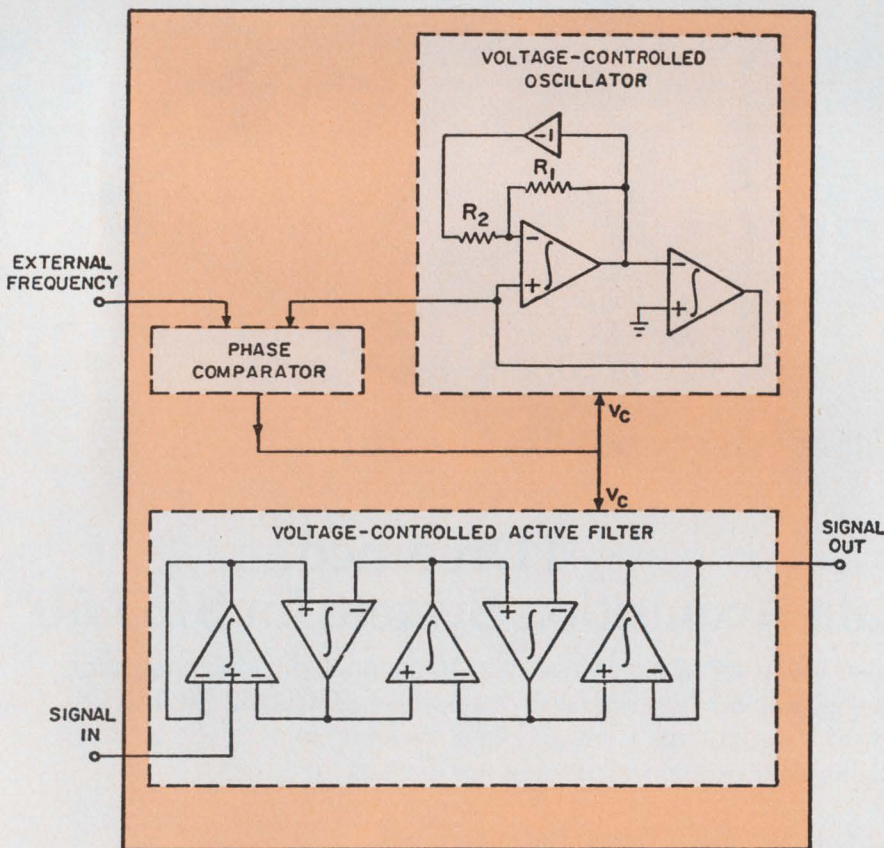 VOLTAGE-CONTROLLED
OSCILLATOR
-1
R1
R2
- ∫ +
- ∫ +
EXTERNAL
FREQUENCY
PHASE
COMPARATOR
VC
VC
VOLTAGE-CONTROLLED ACTIVE FILTER
SIGNAL
OUT
∫ - + -
+ - ∫
∫ + -
+ - ∫
∫ + -
SIGNAL
IN